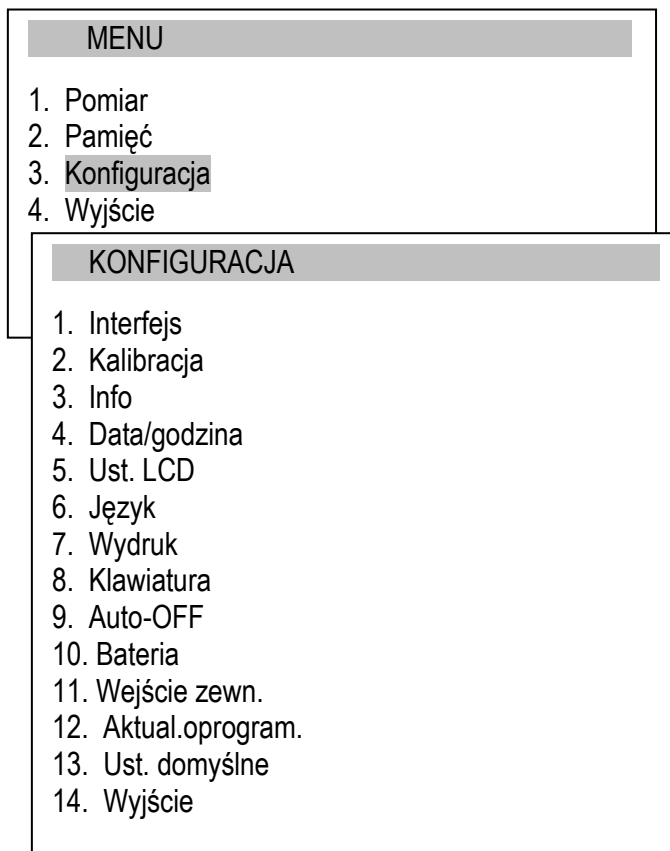 MENU
1. Pomiar
2. Pamięć
3. Konfiguracja
4. Wyjście
KONFIGURACJA
1. Interfejs
2. Kalibracja
3. Info
4. Data/godzina
5. Ust. LCD
6. Język
7. Wydruk
8. Klawiatura
9. Auto-OFF
10. Bateria
11. Wejście zewn.
12. Aktual.oprogram.
13. Ust. domyślne
14. Wyjście